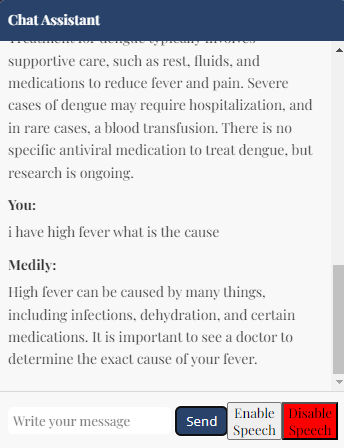 Chat Assistant
Treatment for dengue typically involves
supportive care, such as rest, fluids, and
medications to reduce fever and pain. Severe
cases of dengue may require hospitalization, and
in rare cases, a blood transfusion. There is no
specific antiviral medication to treat dengue, but
research is ongoing.
You:
i have high fever what is the cause
Medily:
High fever can be caused by many things,
including infections, dehydration, and certain
medications. It is important to see a doctor to
determine the exact cause of your fever.
Write your message
Send
Enable
Speech
Disable
Speech